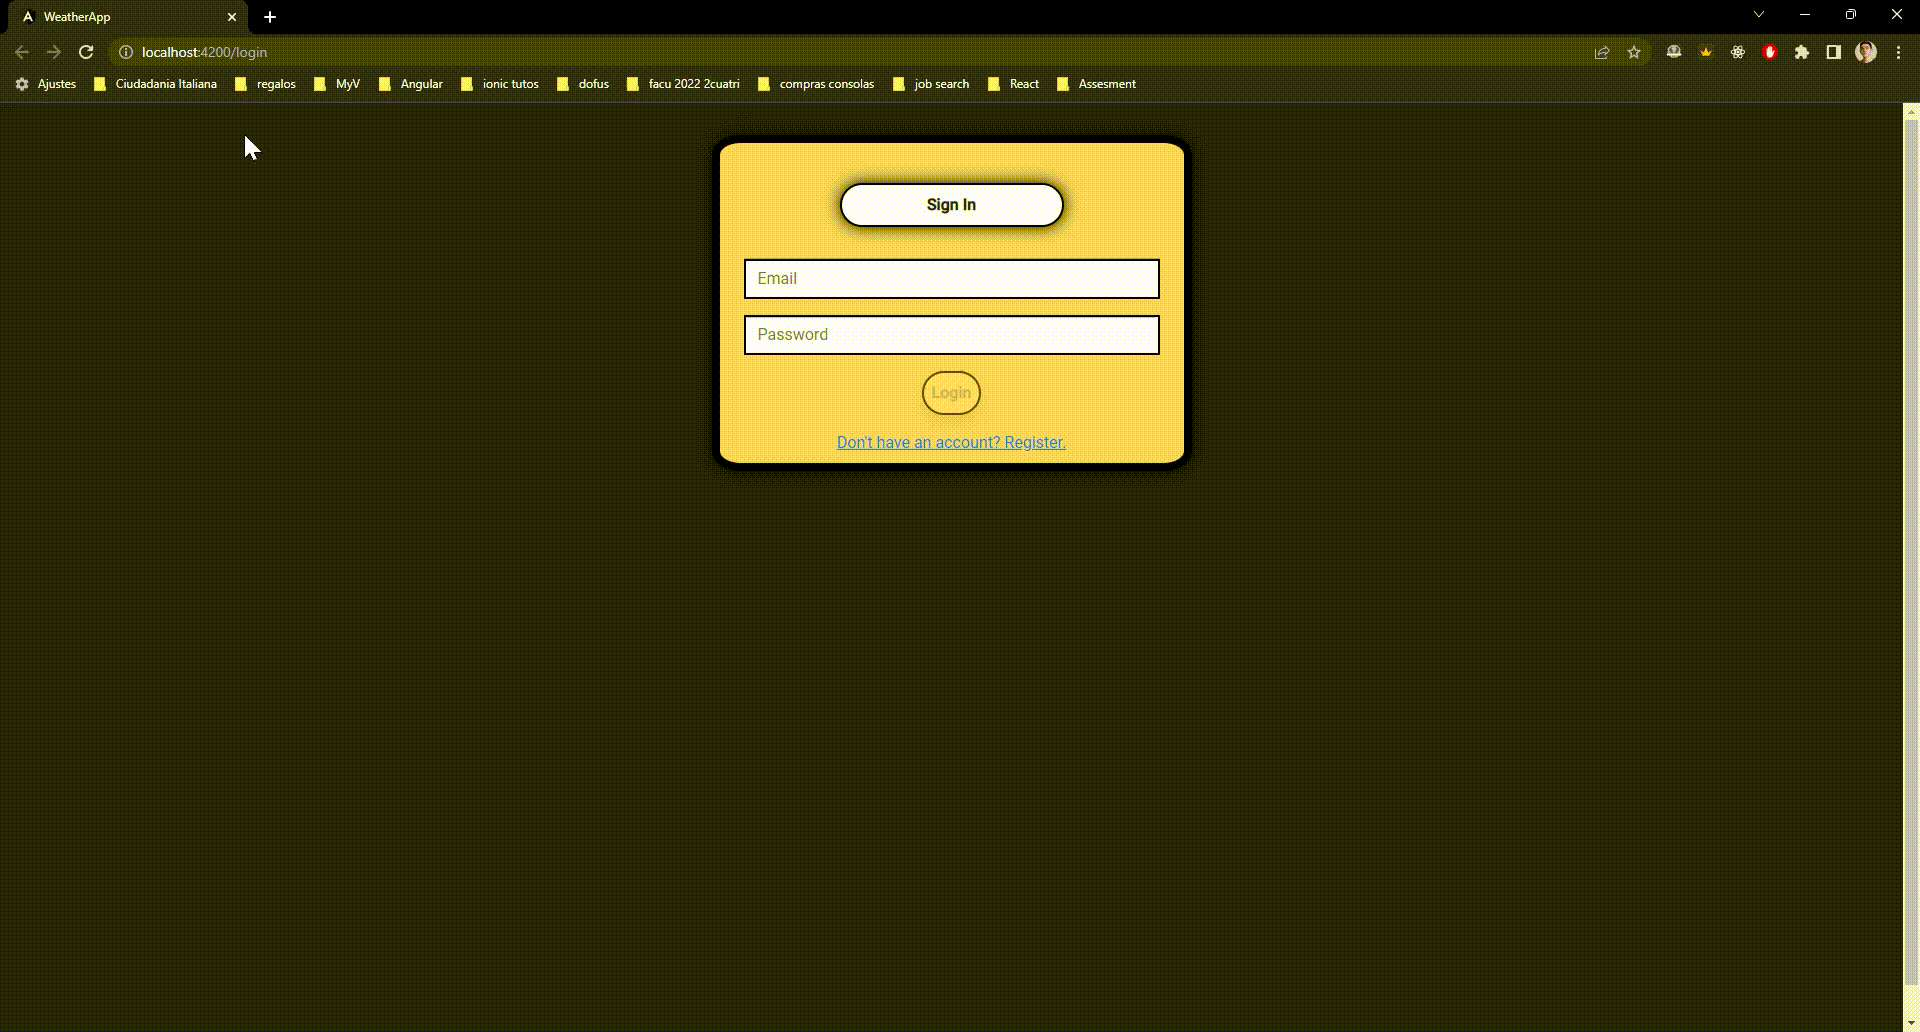 WeatherApp
localhost:4200/login
Ajustes Ciudadania Italiana regalos MyV Angular ionic tutos dofus facu 2022 2cuatri compras consolas job search React Assesment
Sign In
Email
Password
Login
Don't have an account? Register.